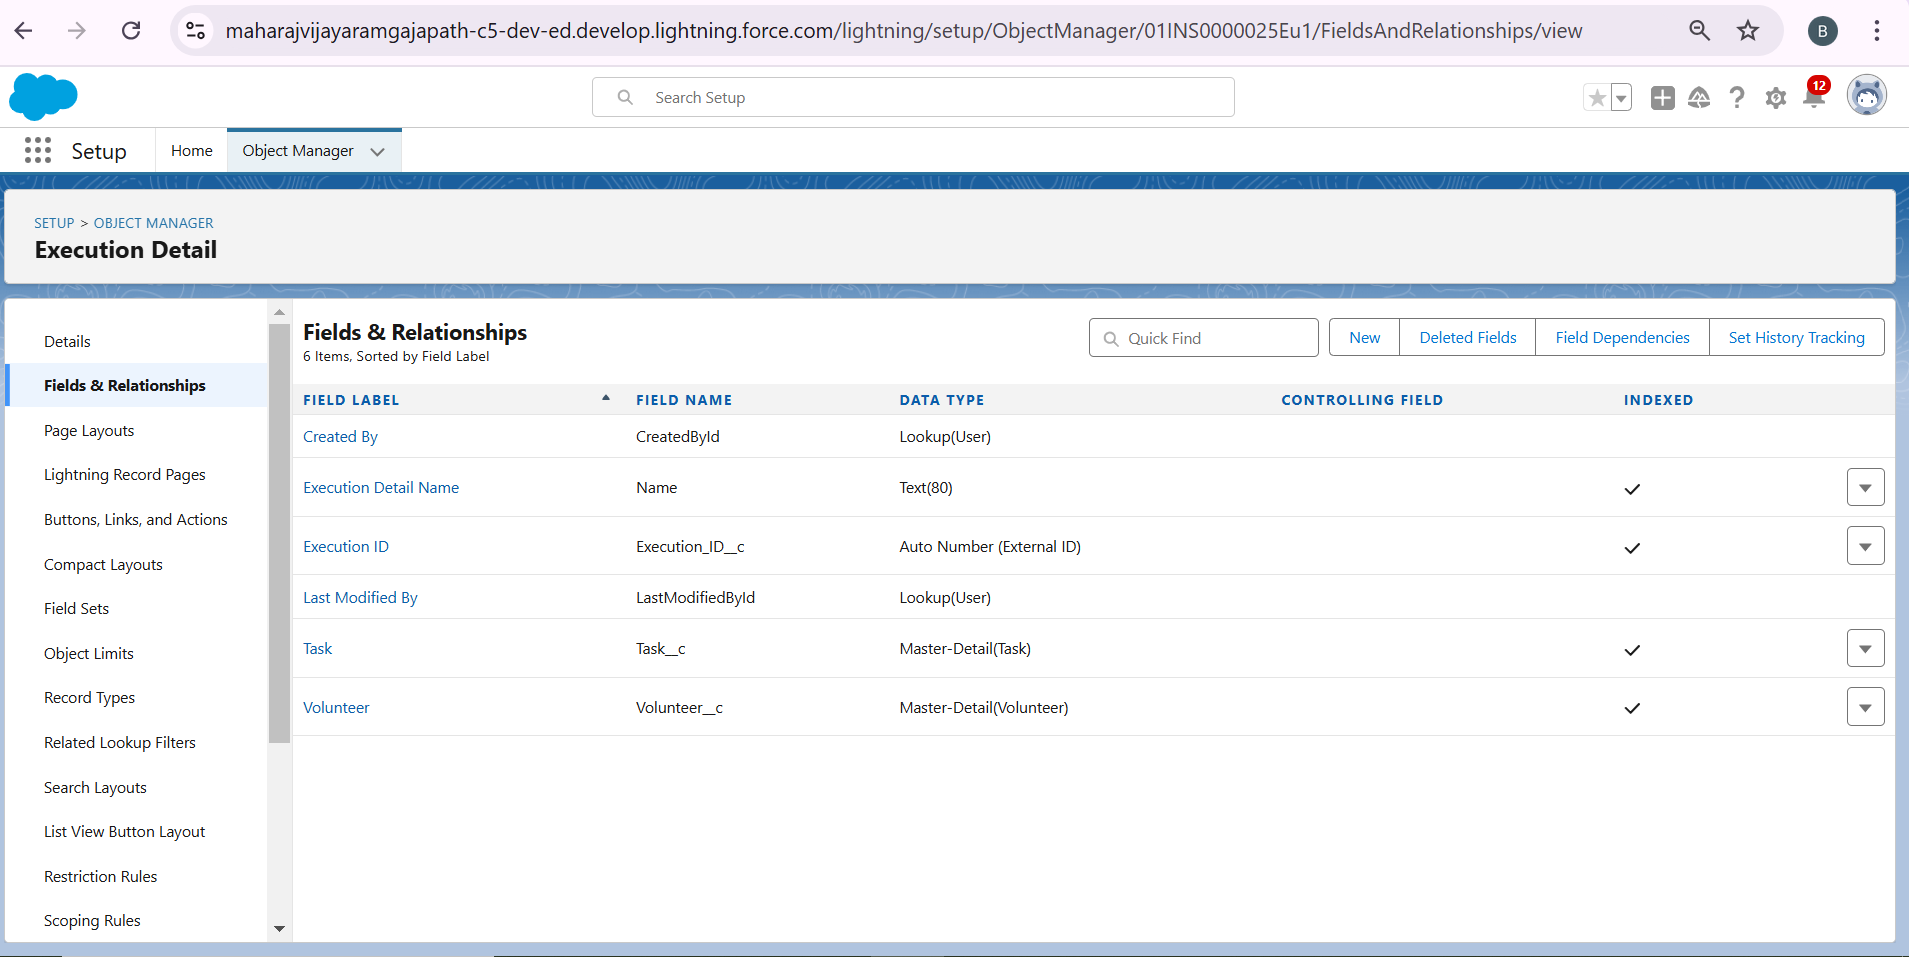 maharajvijayaramgajapath-c5-dev-ed.develop.lightning.force.com/lightning/setup/ObjectManager/01INS0000025Eu1/FieldsAndRelationships/view
B
Search Setup
12
Setup
Home
Object Manager
SETUP > OBJECT MANAGER
Execution Detail
Details
Fields & Relationships
Page Layouts
Lightning Record Pages
Buttons, Links, and Actions
Compact Layouts
Field Sets
Object Limits
Record Types
Related Lookup Filters
Search Layouts
List View Button Layout
Restriction Rules
Scoping Rules
Fields & Relationships
6 Items, Sorted by Field Label
Quick Find
New
Deleted Fields
Field Dependencies
Set History Tracking
FIELD LABEL FIELD NAME DATA TYPE CONTROLLING FIELD INDEXED
Created By CreatedById Lookup(User)
Execution Detail Name Name Text(80)
Execution ID Execution_ID__c Auto Number (External ID)
Last Modified By LastModifiedById Lookup(User)
Task Task__c Master-Detail(Task)
Volunteer Volunteer__c Master-Detail(Volunteer)